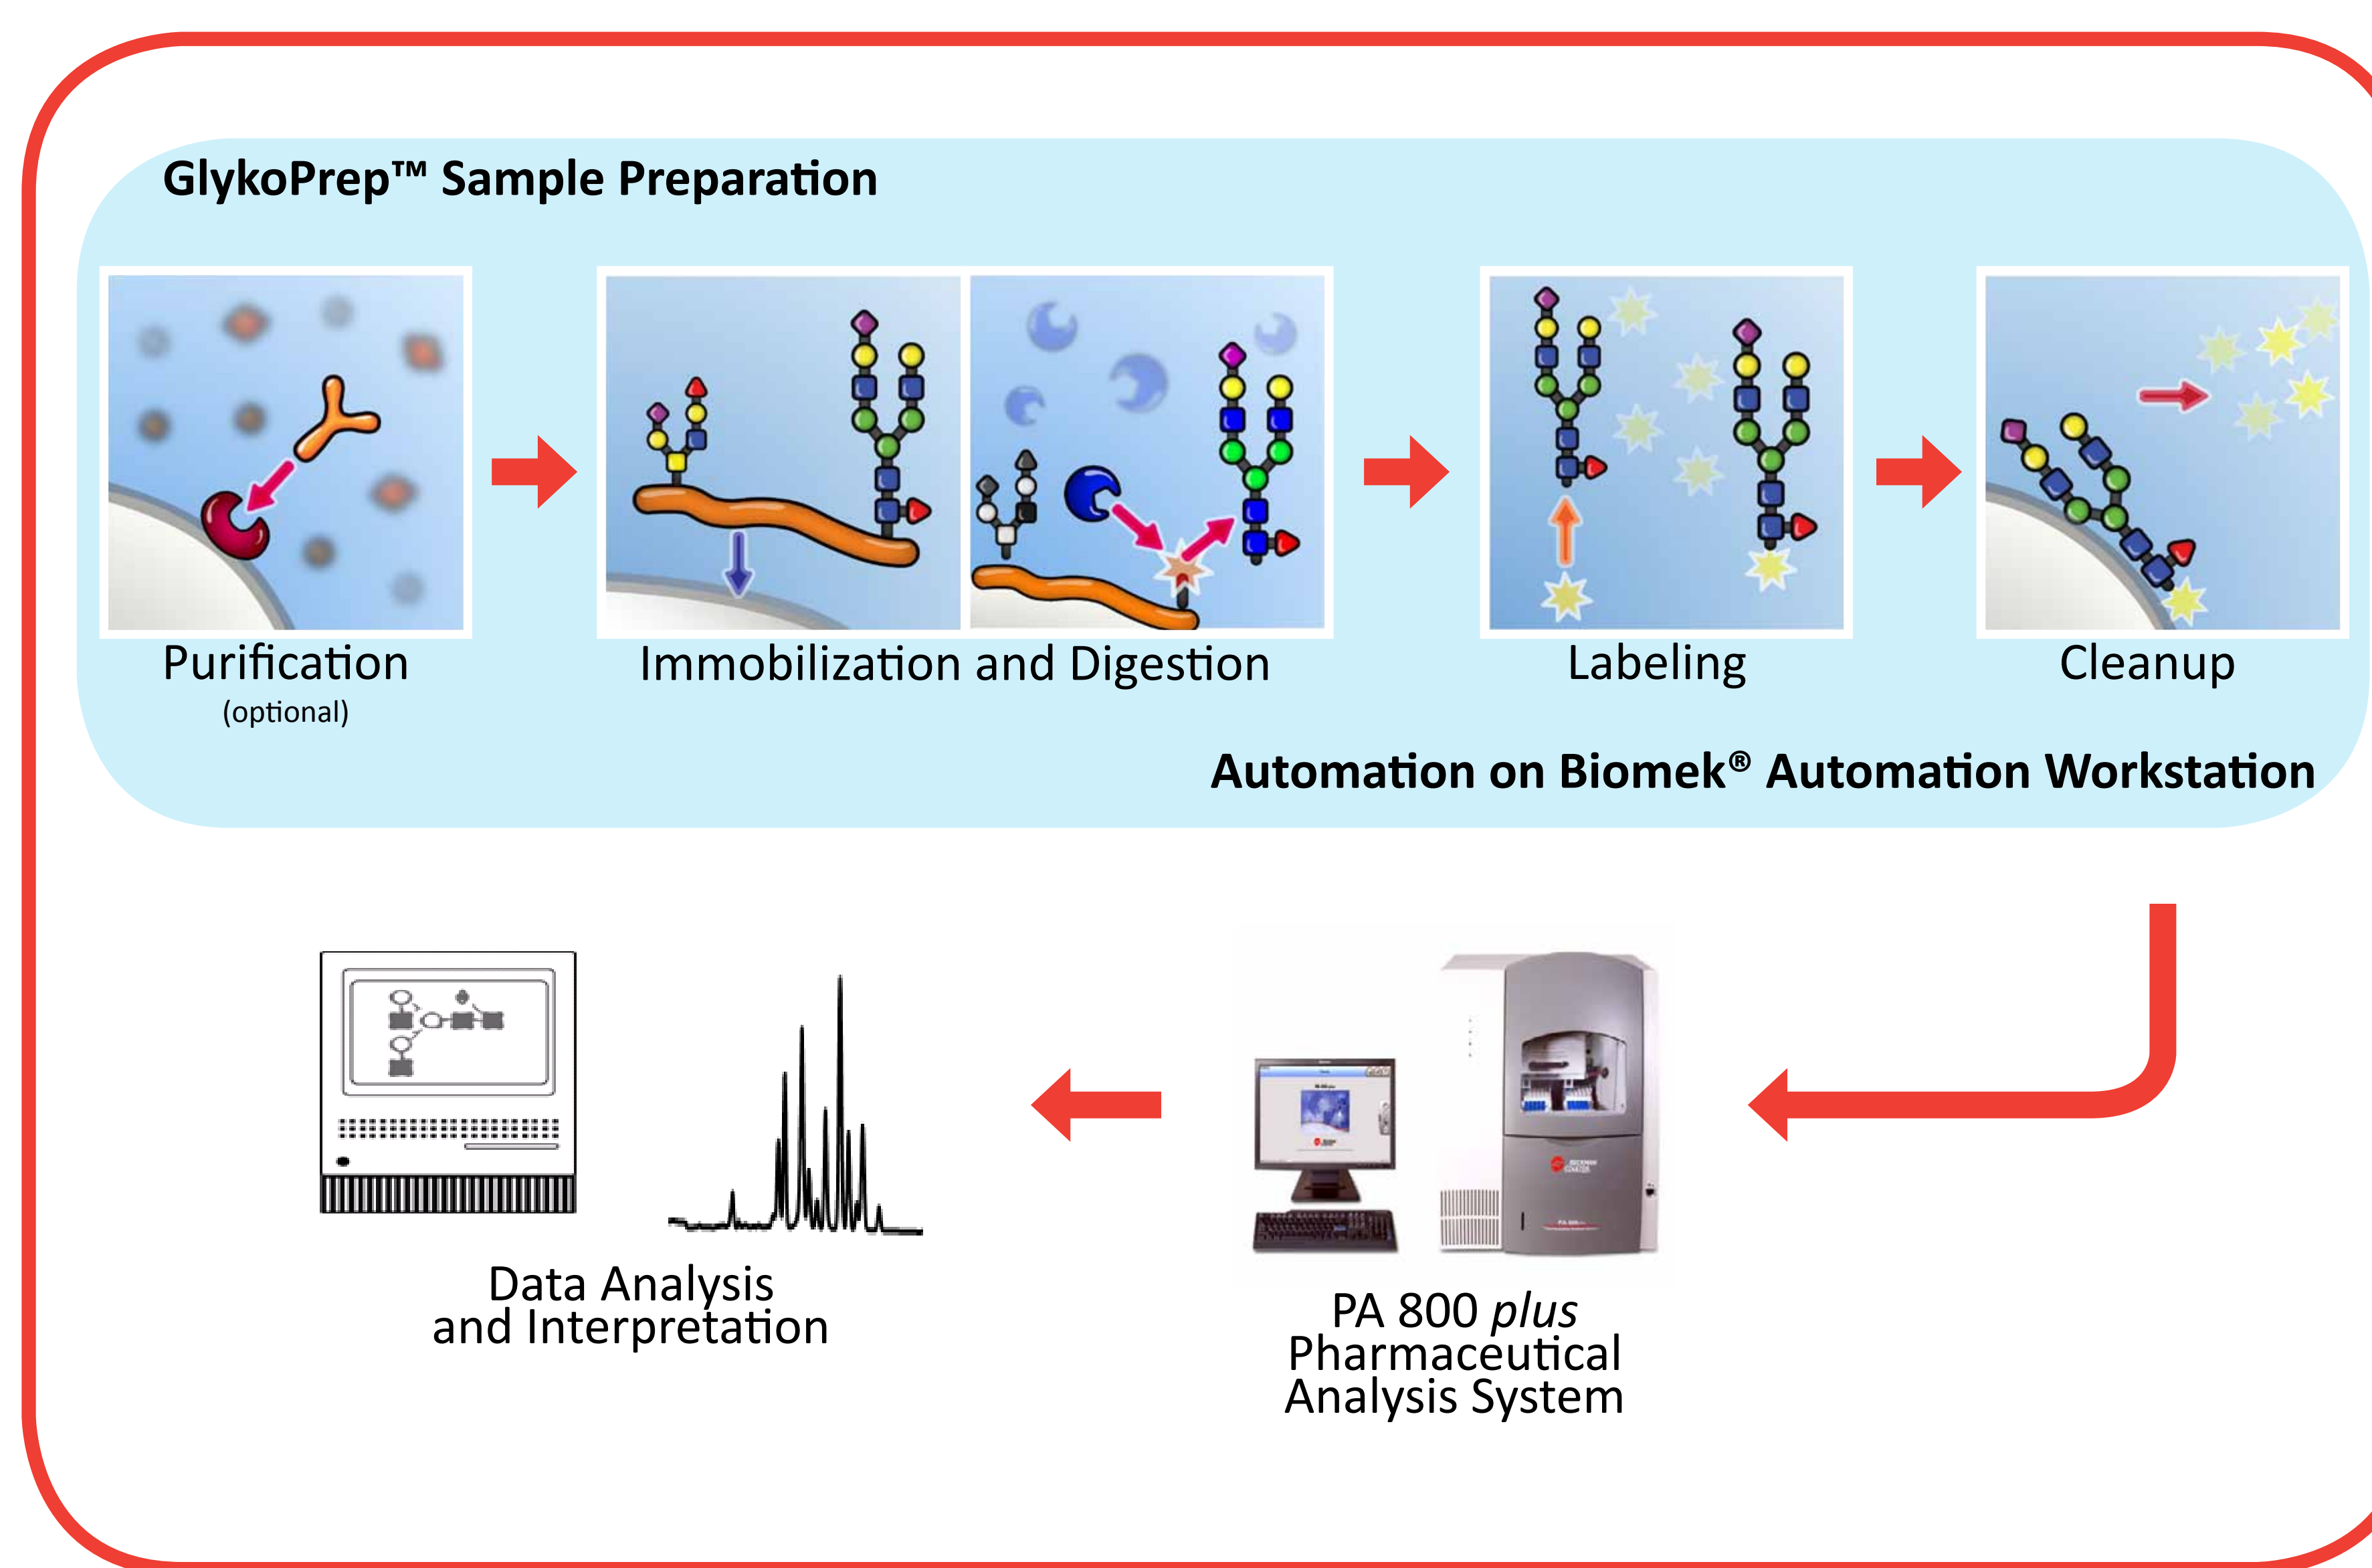 GlykoPrep™ Sample Preparation
Purification
(optional)
Immobilization and Digestion
Labeling
Cleanup
Automation on Biomek® Automation Workstation
Data Analysis
and Interpretation
PA 800 plus
Pharmaceutical
Analysis System